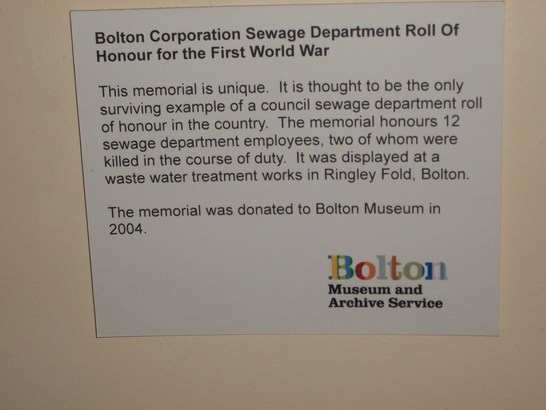 Bolton Corporation Sewage Department Roll Of
Honour for the First World War
This memorial is unique. It is thought to be the only
surviving example of a council sewage department roll
of honour in the country. The memorial honours 12
sewage department employees, two of whom were
killed in the course of duty. It was displayed at a
waste water treatment works in Ringley Fold, Bolton.
The memorial was donated to Bolton Museum in
2004.
Bolton
Museum and
Archive Service